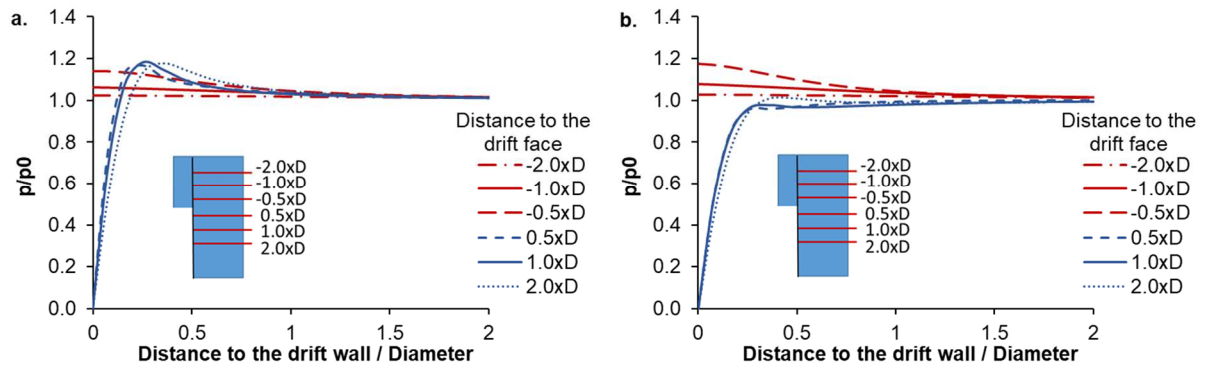 a.
1.4
1.2
1.0
0.8
0.6
0.4
0.2
0.0
p/p0
0
0.5
1
1.5
2
Distance to the drift wall / Diameter
-2.0xD
-1.0xD
-0.5xD
0.5xD
1.0xD
2.0xD
Distance to the
drift face
-2.0xD
-1.0xD
-0.5xD
0.5xD
1.0xD
2.0xD
b.
1.4
1.2
1.0
0.8
0.6
0.4
0.2
0.0
p/p0
0
0.5
1
1.5
2
Distance to the drift wall / Diameter
-2.0xD
-1.0xD
-0.5xD
0.5xD
1.0xD
2.0xD
Distance to the
drift face
-2.0xD
-1.0xD
-0.5xD
0.5xD
1.0xD
2.0xD